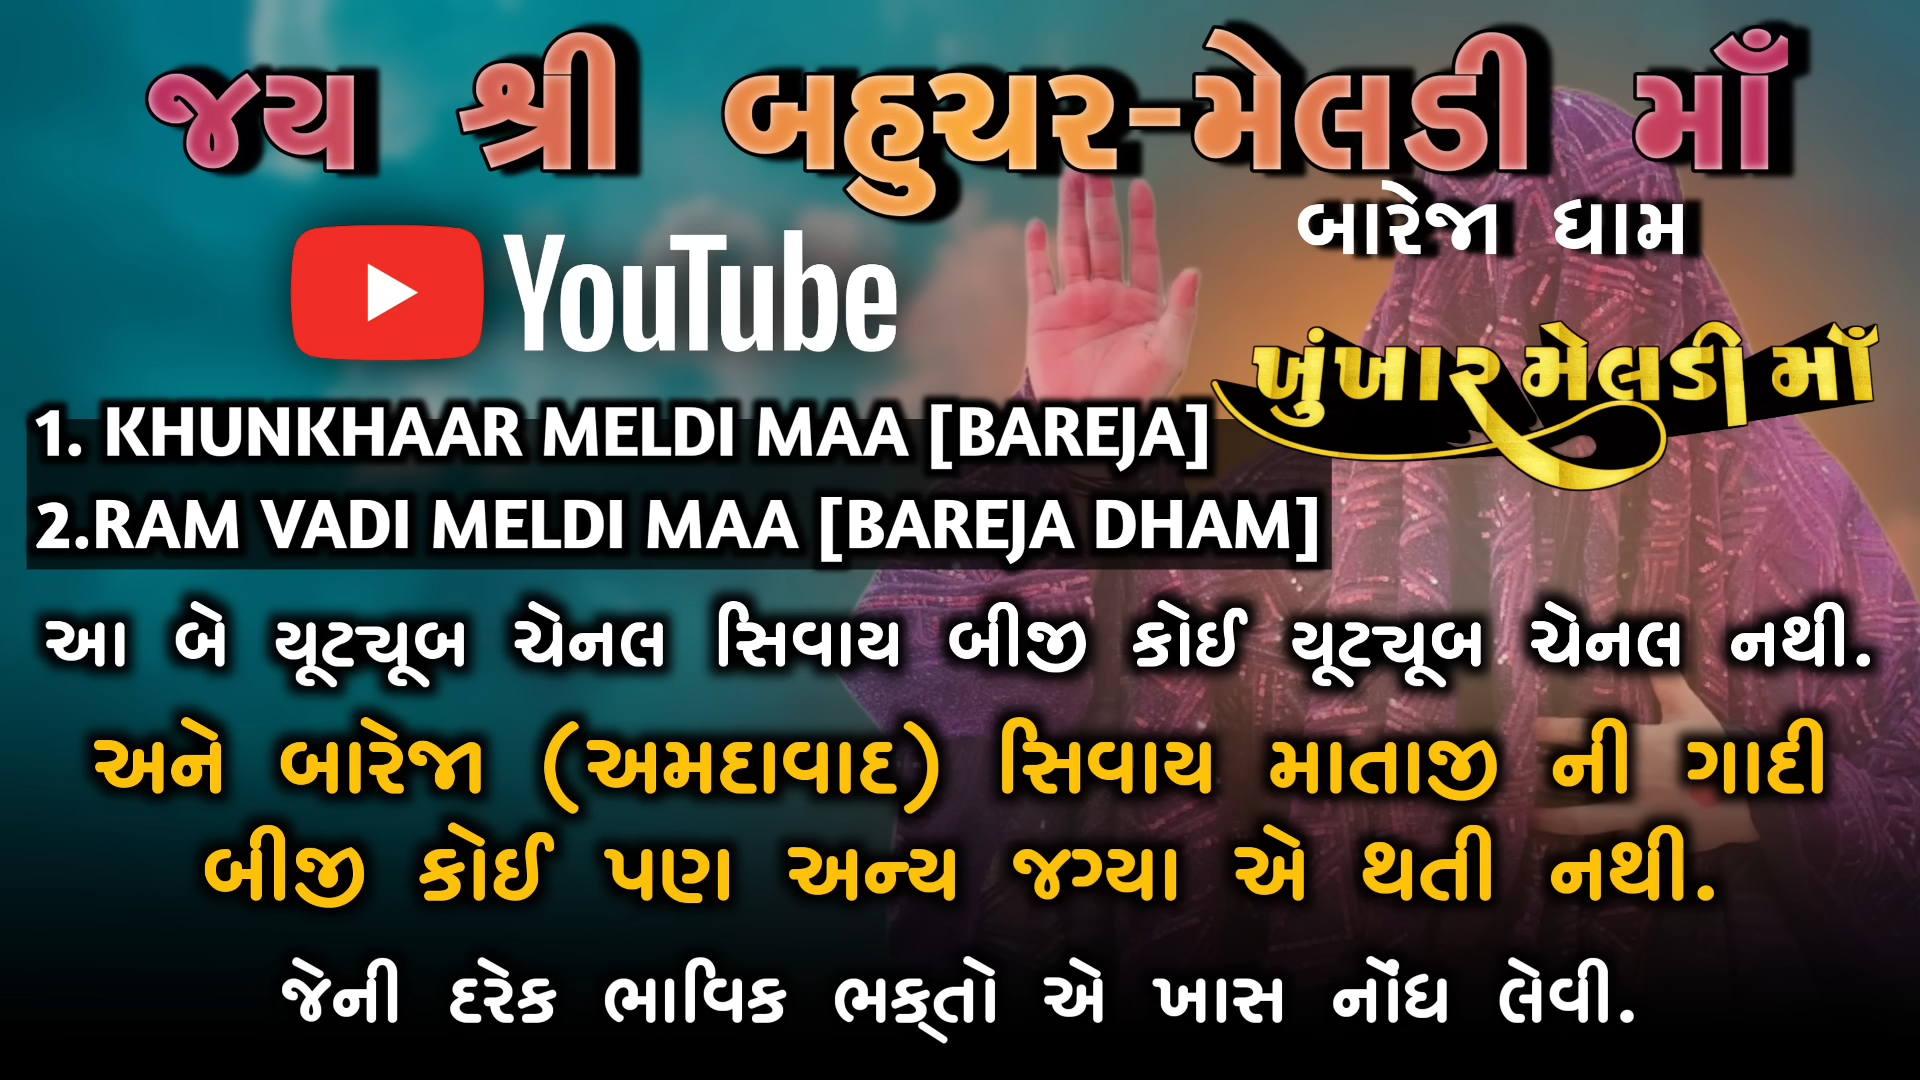 જય શ્રી બહુચર-મેલડી માઁ
બારેજા ધામ
YouTube
ખુંખાર મેલડી માઁ
1. KHUNKHAAR MELDI MAA [BAREJA]
2.RAM VADI MELDI MAA [BAREJA DHAM]
આ બે યૂટ્યૂબ ચેનલ સિવાય બીજી કોઈ યૂટ્યૂબ ચેનલ નથી.
અને બારેજા (અમદાવાદ) સિવાય માતાજી ની ગાદી
બીજી કોઈ પણ અન્ય જગ્યા એ થતી નથી.
જેની દરેક ભાવિક ભક્તો એ ખાસ નોંધ લેવી.